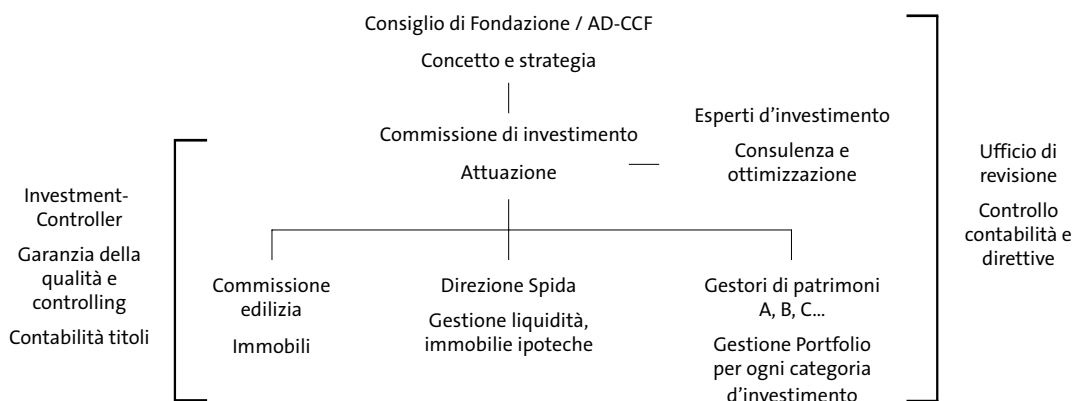 Consiglio di Fondazione / AD-CCF
Concetto e strategia
Commissione di investimento
Attuazione
Esperti d'investimento
Consulenza e
ottimizzazione
Ufficio di
revisione
Controllo
contabilità e
direttive
Investment-
Controller
Garanzia della
qualità e
controlling
Contabilità titoli
Commissione
edilizia
Immobili
Direzione Spida
Gestione liquidità,
immobilie ipoteche
Gestori di patrimoni
A, B, C...
Gestione Portfolio
per ogni categoria
d'investimento